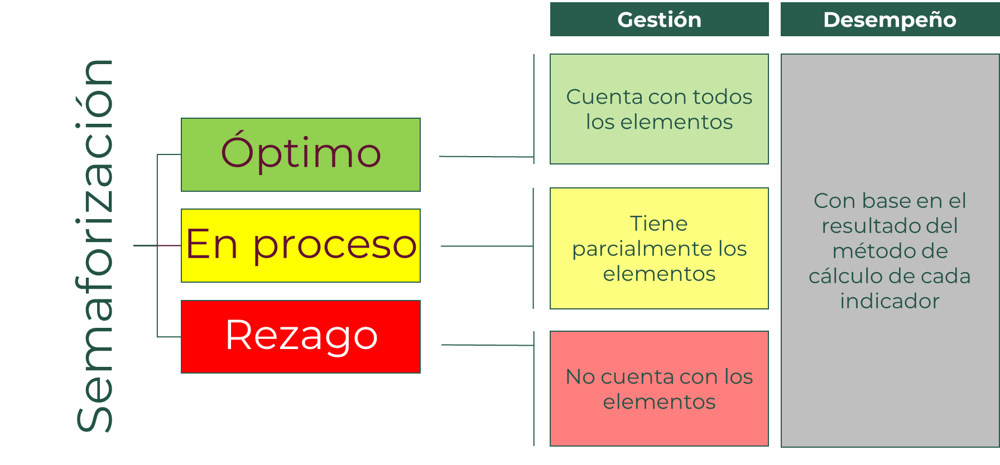 Gestión
Desempeño
Semaforización
Óptimo
En proceso
Rezago
Cuenta con todos
los elementos
Tiene
parcialmente los
elementos
No cuenta con los
elementos
Con base en el
resultado del
método de
cálculo de cada
indicador